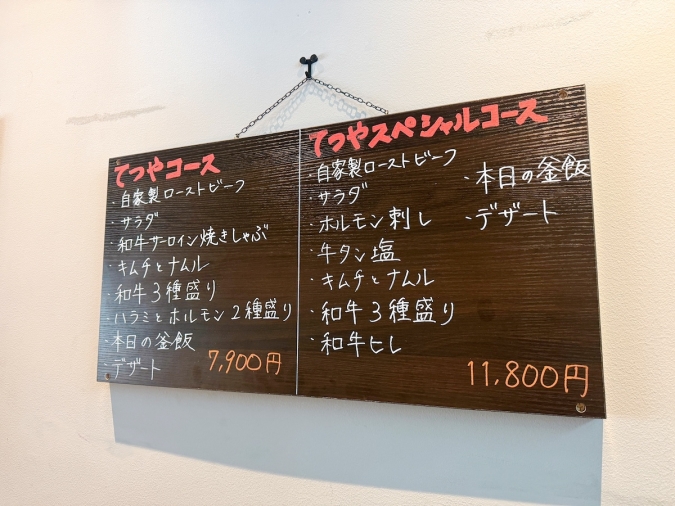 てつやコース
・自家製ローストビーフ
・サラダ
・和牛サーロイン焼きしゃぶ
・キムチとナムル
・和牛3種盛り
・ハラミとホルモン2種盛り
・本日の釜飯
・デザート
7,900円
てつやスペシャルコース
・自家製ローストビーフ
・サラダ
・ホルモン刺し
・牛タン塩
・キムチとナムル
・和牛3種盛り
・和牛ヒレ
・本日の釜飯
・デザート
11,800円